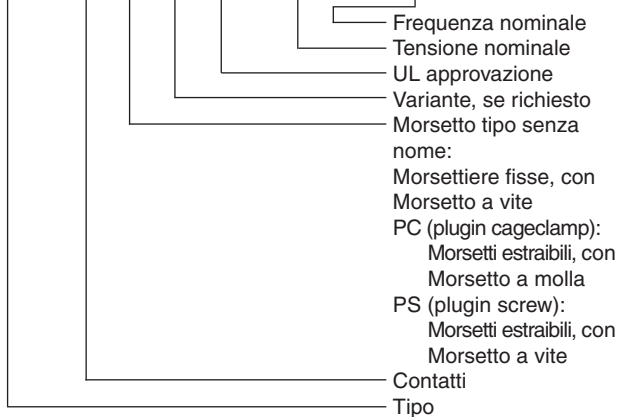 Frequenza nominale
Tensione nominale
UL approvazione
Variante, se richiesto
Morsetto tipo senza
nome:
Morsettiere fisse, con
Morsetto a vite
PC (plugin cageclamp):
Morsetti estraibili, con
Morsetto a molla
PS (plugin screw):
Morsetti estraibili, con
Morsetto a vite
Contatti
Tipo